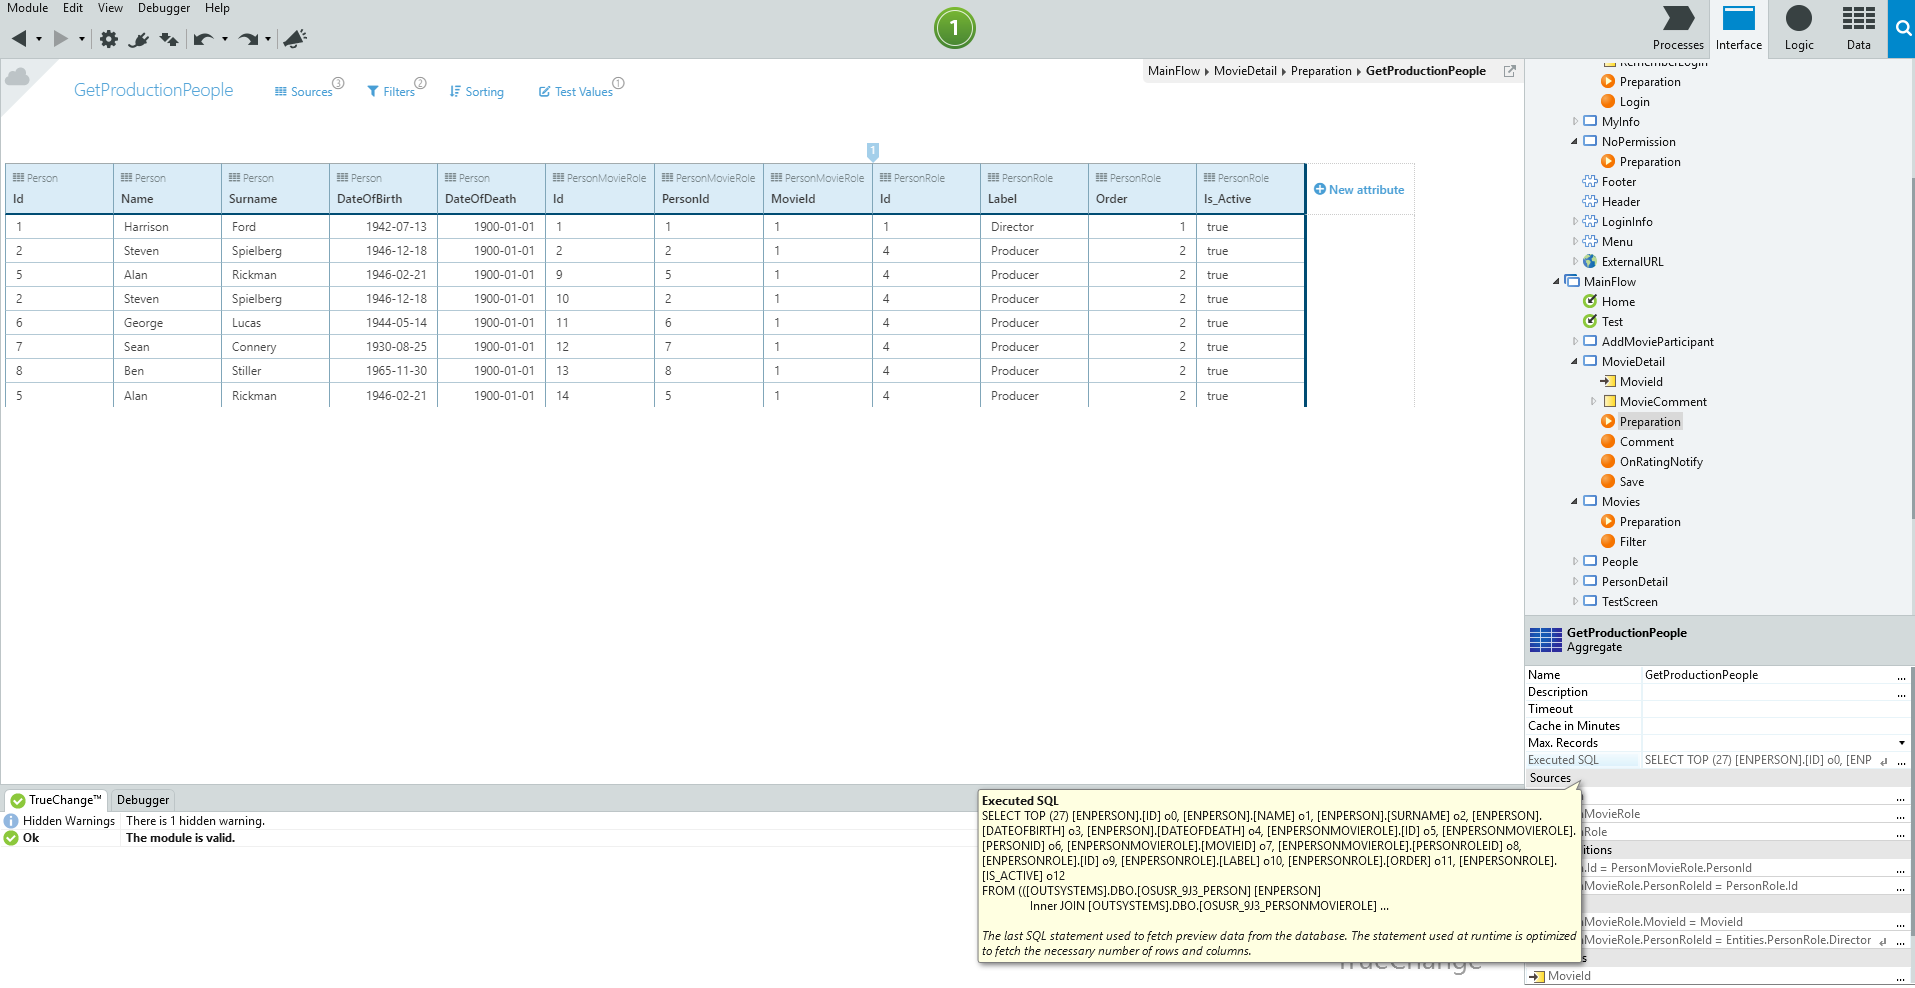 Module Edit View Debugger Help
1
Processes Interface Logic Data
GetProductionPeople Sources 3 Filters 2 Sorting Test Values 1
MainFlow MovieDetail Preparation GetProductionPeople
1
Person Person Person Person Person PersonMovieRole PersonMovieRole PersonMovieRole PersonRole PersonRole PersonRole PersonRole
Id Name Surname DateOfBirth DateOfDeath Id PersonId MovieId Id Label Order Is_Active
New attribute
1 Harrison Ford 1942-07-13 1900-01-01 1 1 1 1 Director 1 true
2 Steven Spielberg 1946-12-18 1900-01-01 2 2 1 4 Producer 2 true
5 Alan Rickman 1946-02-21 1900-01-01 9 5 1 4 Producer 2 true
2 Steven Spielberg 1946-12-18 1900-01-01 10 2 1 4 Producer 2 true
6 George Lucas 1944-05-14 1900-01-01 11 6 1 4 Producer 2 true
7 Sean Connery 1930-08-25 1900-01-01 12 7 1 4 Producer 2 true
8 Ben Stiller 1965-11-30 1900-01-01 13 8 1 4 Producer 2 true
5 Alan Rickman 1946-02-21 1900-01-01 14 5 1 4 Producer 2 true
RememberLogin
Preparation
Login
MyInfo
NoPermission
Preparation
Footer
Header
LoginInfo
Menu
ExternalURL
MainFlow
Home
Test
AddMovieParticipant
MovieDetail
MovieId
MovieComment
Preparation
Comment
OnRatingNotify
Save
Movies
Preparation
Filter
People
PersonDetail
TestScreen
GetProductionPeople
Aggregate
Name GetProductionPeople ...
Description ...
Timeout
Cache in Minutes
Max. Records
Executed SQL SELECT TOP (27) [ENPERSON].[ID] o0, [ENP ...
Sources
...
nMovieRole ...
nRole ...
itions
.Id = PersonMovieRole.PersonId ...
nMovieRole.PersonRoleId = PersonRole.Id ...
nMovieRole.MovieId = MovieId ...
nMovieRole.PersonRoleId = Entities.PersonRole.Director ...
s
MovieId ...
TrueChange™ Debugger
Hidden Warnings There is 1 hidden warning.
Ok The module is valid.
Executed SQL
SELECT TOP (27) [ENPERSON].[ID] o0, [ENPERSON].[NAME] o1, [ENPERSON].[SURNAME] o2, [ENPERSON].
[DATEOFBIRTH] o3, [ENPERSON].[DATEOFDEATH] o4, [ENPERSONMOVIEROLE].[ID] o5, [ENPERSONMOVIEROLE].
[PERSONID] o6, [ENPERSONMOVIEROLE].[MOVIEID] o7, [ENPERSONMOVIEROLE].[PERSONROLEID] o8,
[ENPERSONROLE].[ID] o9, [ENPERSONROLE].[LABEL] o10, [ENPERSONROLE].[ORDER] o11, [ENPERSONROLE].
[IS_ACTIVE] o12
FROM (([OUTSYSTEMS].DBO.[OSUSR_9J3_PERSON] [ENPERSON]
Inner JOIN [OUTSYSTEMS].DBO.[OSUSR_9J3_PERSONMOVIEROLE] ...
The last SQL statement used to fetch preview data from the database. The statement used at runtime is optimized
to fetch the necessary number of rows and columns.
TrueChange